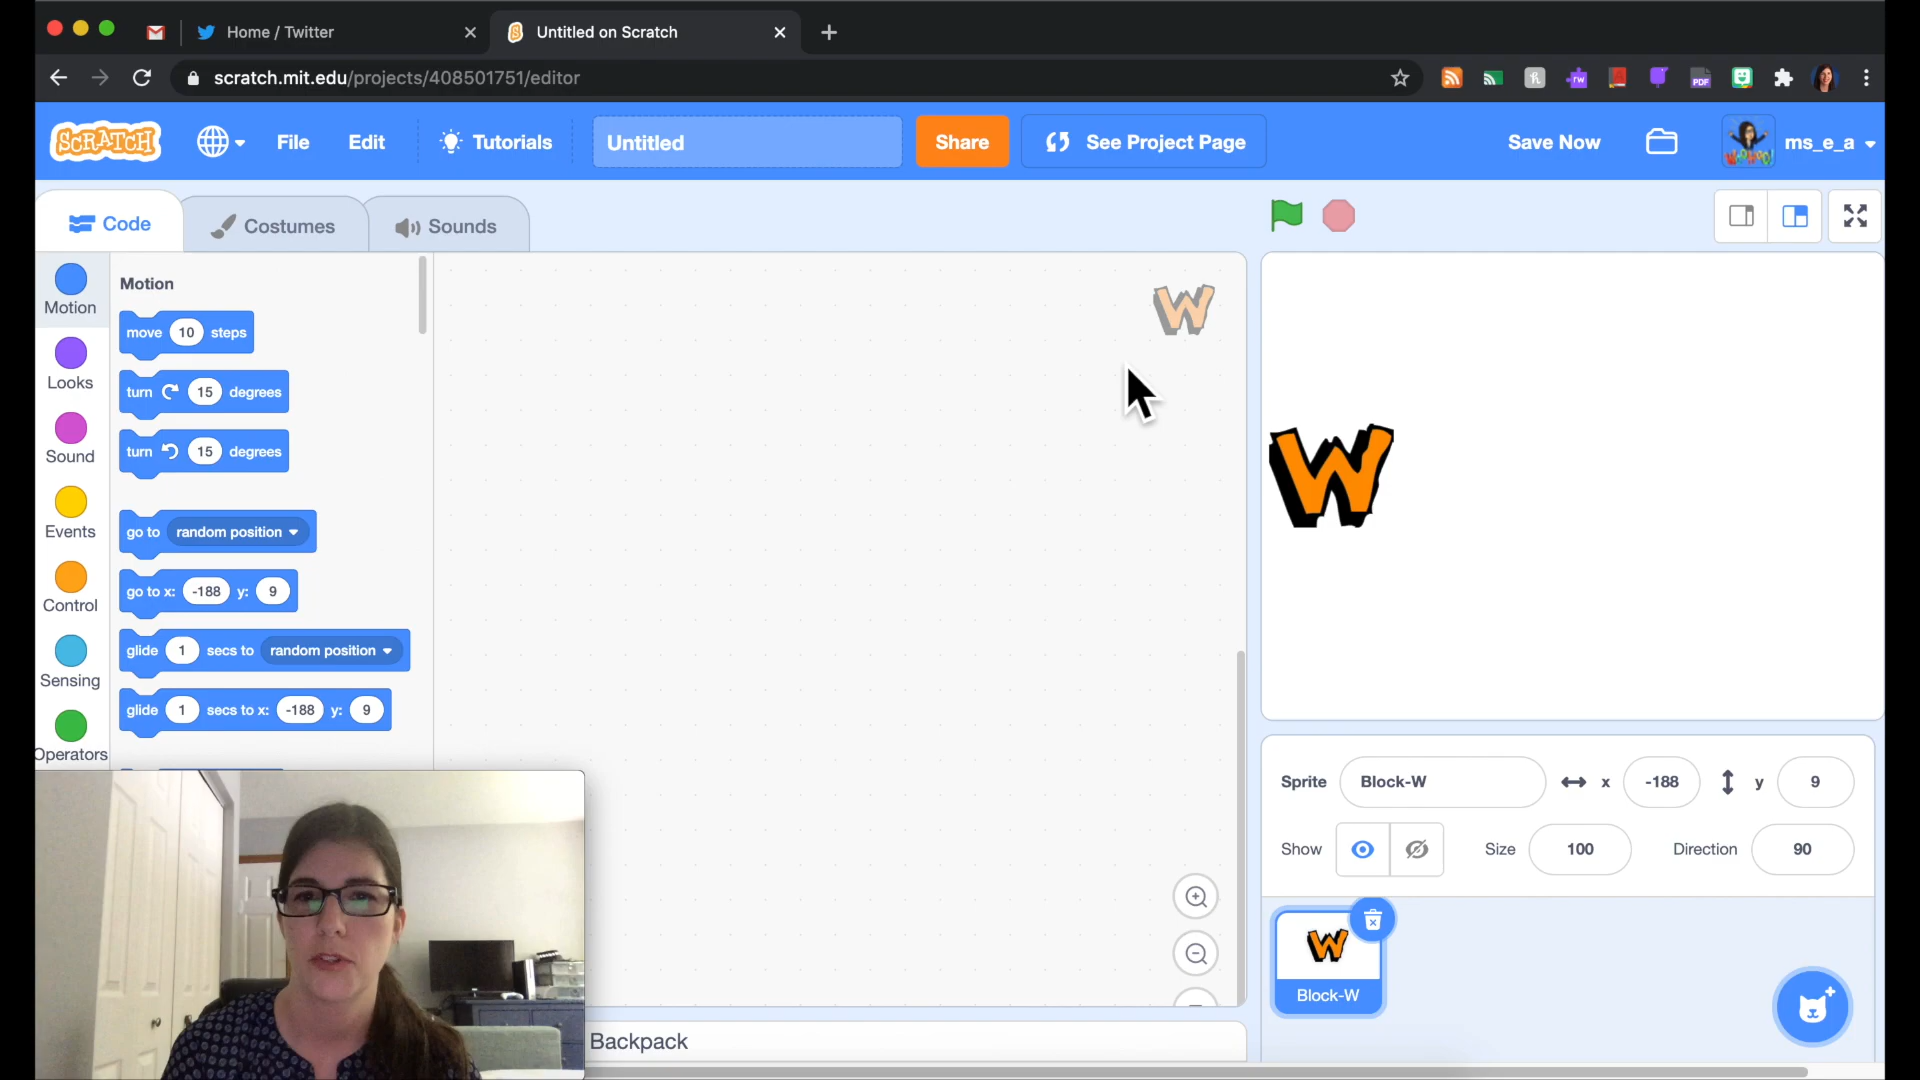 Home / Twitter
Untitled on Scratch
scratch.mit.edu/projects/408501751/editor
rw
PDF
SCRATCH
File
Edit
Tutorials
Untitled
Share
See Project Page
Save Now
ms_e_a
Code
Costumes
Sounds
Motion
Looks
Sound
Events
Control
Sensing
Operators
Motion
move 10 steps
turn 15 degrees
turn 15 degrees
go to random position
go to x: -188 y: 9
glide 1 secs to random position
glide 1 secs to x: -188 y: 9
W
W
Sprite Block-W x -188 y 9
Show Size 100 Direction 90
W
Block-W
Backpack